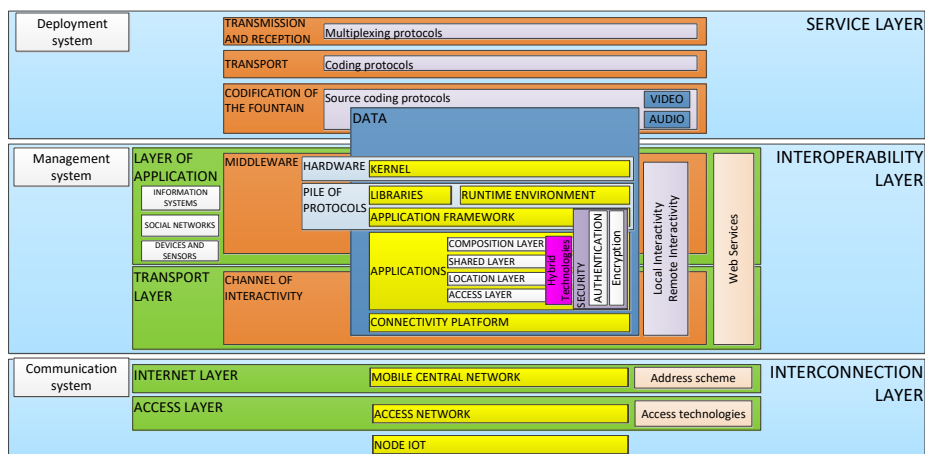 Deployment
system
TRANSMISSION
AND RECEPTION
Multiplexing protocols
SERVICE LAYER
TRANSPORT
Coding protocols
CODIFICATION OF
THE FOUNTAIN
Source coding protocols
VIDEO
AUDIO
DATA
Management
system
LAYER OF
APPLICATION
INFORMATION
SYSTEMS
SOCIAL NETWORKS
DEVICES AND
SENSORS
MIDDLEWARE
HARDWARE
KERNEL
INTEROPERABILITY
LAYER
PILE OF
PROTOCOLS
LIBRARIES
RUNTIME ENVIRONMENT
APPLICATION FRAMEWORK
APPLICATIONS
COMPOSITION LAYER
SHARED LAYER
LOCATION LAYER
ACCESS LAYER
Hybrid
Technologies
SECURITY
AUTHENTICATION
Encryption
Local Interactivity
Remote Interactivity
Web Services
TRANSPORT
LAYER
CHANNEL OF
INTERACTIVITY
CONNECTIVITY PLATFORM
Communication
system
INTERNET LAYER
MOBILE CENTRAL NETWORK
Address scheme
INTERCONNECTION
LAYER
ACCESS LAYER
ACCESS NETWORK
Access technologies
NODE IOT